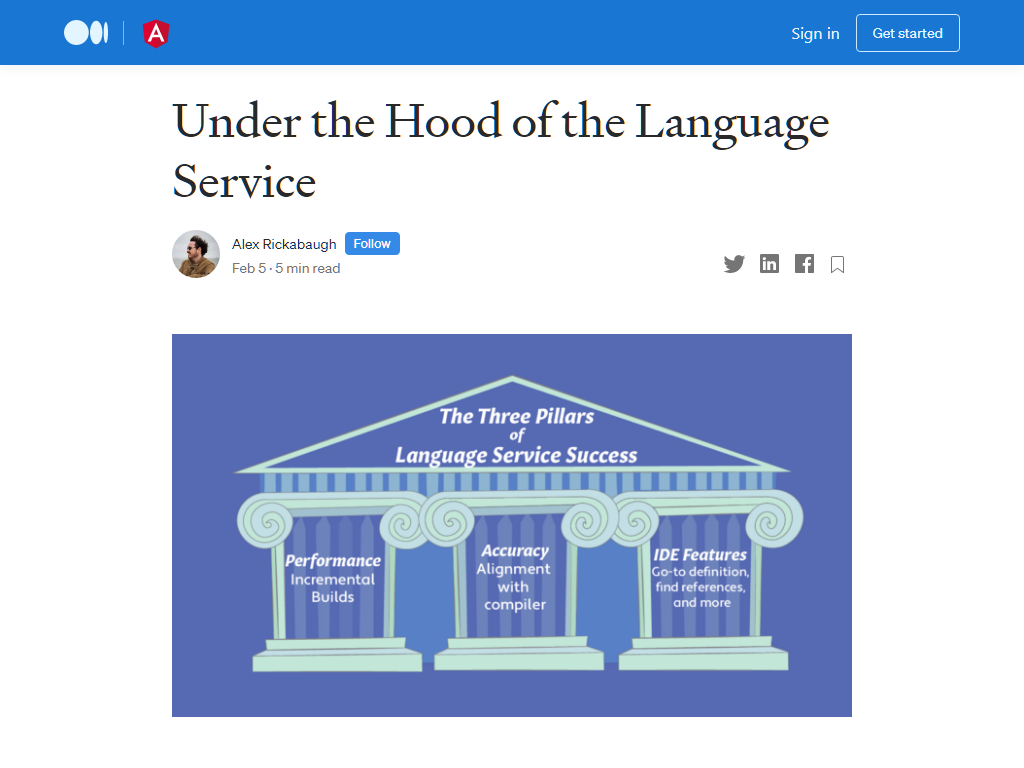 Sign in
Get started
Under the Hood of the Language
Service
Alex Rickabaugh
Follow
Feb 5 · 5 min read
The Three Pillars
of
Language Service Success
Performance
Incremental
Builds
Accuracy
Alignment
with
compiler
IDE Features
Go-to definition,
find references,
and more